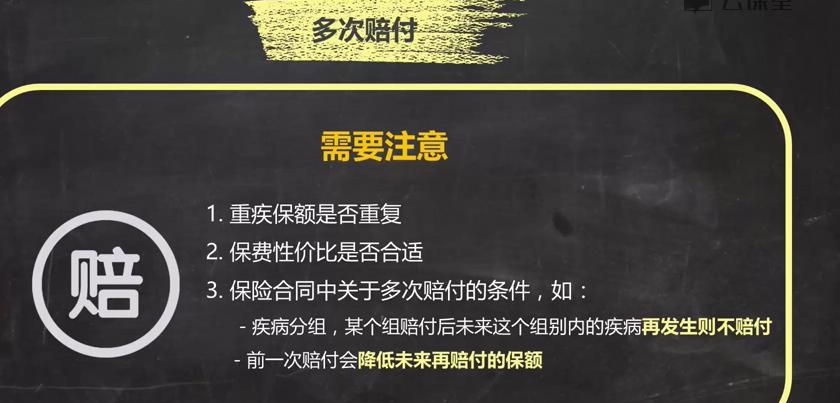 云课堂
多次赔付
需要注意
赔
1. 重疾保额是否重复
2. 保费性价比是否合适
3. 保险合同中关于多次赔付的条件，如：
- 疾病分组，某个组赔付后未来这个组别内的疾病再发生则不赔付
- 前一次赔付会降低未来再赔付的保额